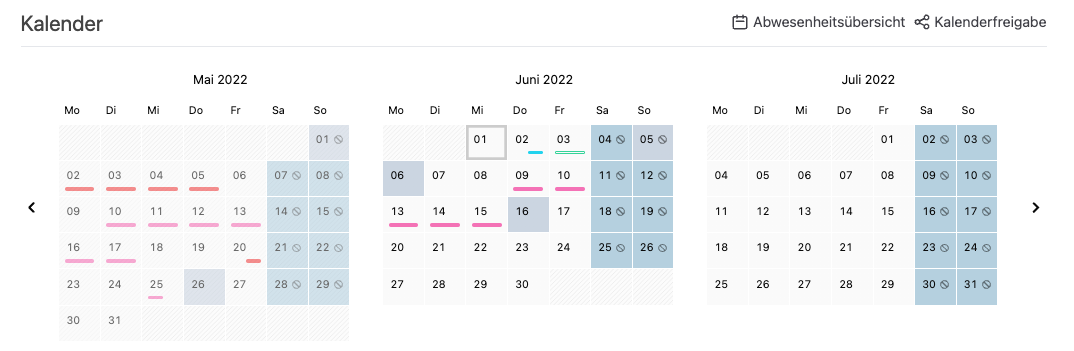 Kalender
Abwesenheitsübersicht Kalenderfreigabe
Mai 2022
Mo Di Mi Do Fr Sa So
01
02 03 04 05 06 07 08
09 10 11 12 13 14 15
16 17 18 19 20 21 22
23 24 25 26 27 28 29
30 31
Juni 2022
Mo Di Mi Do Fr Sa So
01 02 03 04 05
06 07 08 09 10 11 12
13 14 15 16 17 18 19
20 21 22 23 24 25 26
27 28 29 30
Juli 2022
Mo Di Mi Do Fr Sa So
01 02 03
04 05 06 07 08 09 10
11 12 13 14 15 16 17
18 19 20 21 22 23 24
25 26 27 28 29 30 31